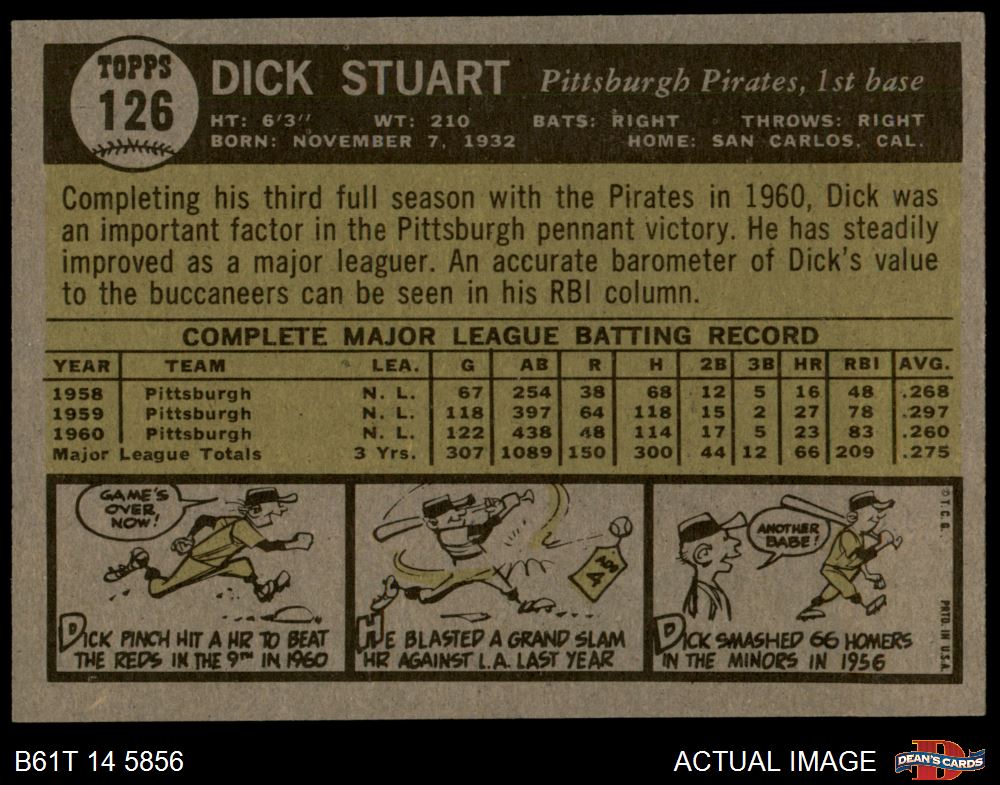 TOPPS
126
DICK STUART Pittsburgh Pirates, 1st base
HT: 6'3" WT: 210 BATS: RIGHT THROWS: RIGHT
BORN: NOVEMBER 7, 1932 HOME: SAN CARLOS, CAL.
Completing his third full season with the Pirates in 1960, Dick was
an important factor in the Pittsburgh pennant victory. He has steadily
improved as a major leaguer. An accurate barometer of Dick's value
to the buccaneers can be seen in his RBI column.
COMPLETE MAJOR LEAGUE BATTING RECORD
YEAR TEAM LEA. G AB R H 2B 3B HR RBI AVG.
1958 Pittsburgh N. L. 67 254 38 68 12 5 16 48 .268
1959 Pittsburgh N. L. 118 397 64 118 15 2 27 78 .297
1960 Pittsburgh N. L. 122 438 48 114 17 5 23 83 .260
Major League Totals 3 Yrs. 307 1089 150 300 44 12 66 209 .275
GAME'S
OVER,
NOW!
DICK PINCH HIT A HR TO BEAT
THE REDS IN THE 9TH IN 1960
ADD
4
HE BLASTED A GRAND SLAM
HR AGAINST L.A. LAST YEAR
ANOTHER
BABE!
DICK SMASHED 66 HOMERS
IN THE MINORS IN 1956
© T. C. G.
PRTD. IN U.S.A.
B61T 14 5856
ACTUAL IMAGE
DEAN'S CARDS